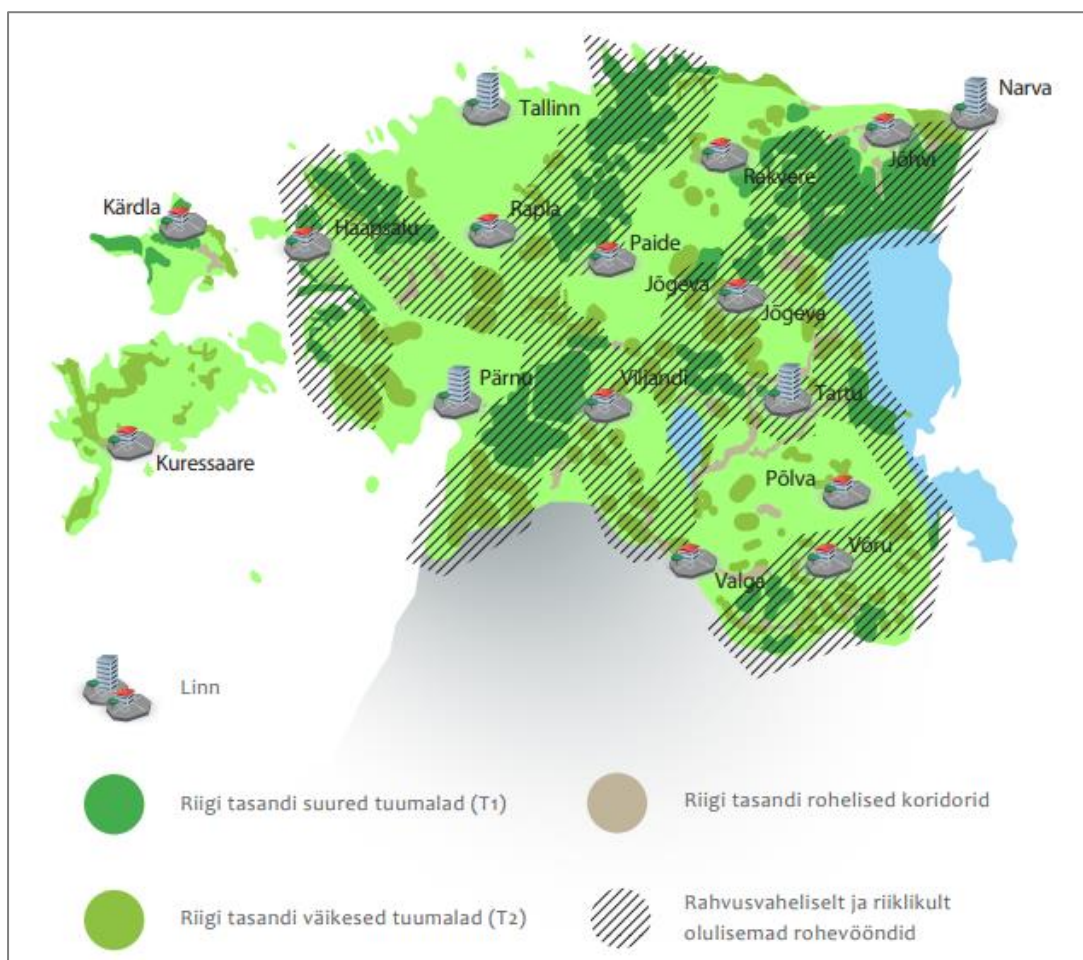 Narva
Tallinn
Jõhvi
Rakvere
Kärdla
Haapsalu
Rapla
Paide
Jõgeva
Jõgeva
Pärnu
Viljandi
Tartu
Kuressaare
Põlva
Võru
Valga
Linn
Riigi tasandi suured tuumalad (T1)
Riigi tasandi rohelised koridorid
Riigi tasandi väikesed tuumalad (T2)
Rahvusvaheliselt ja riiklikult
olulisemad rohevööndid